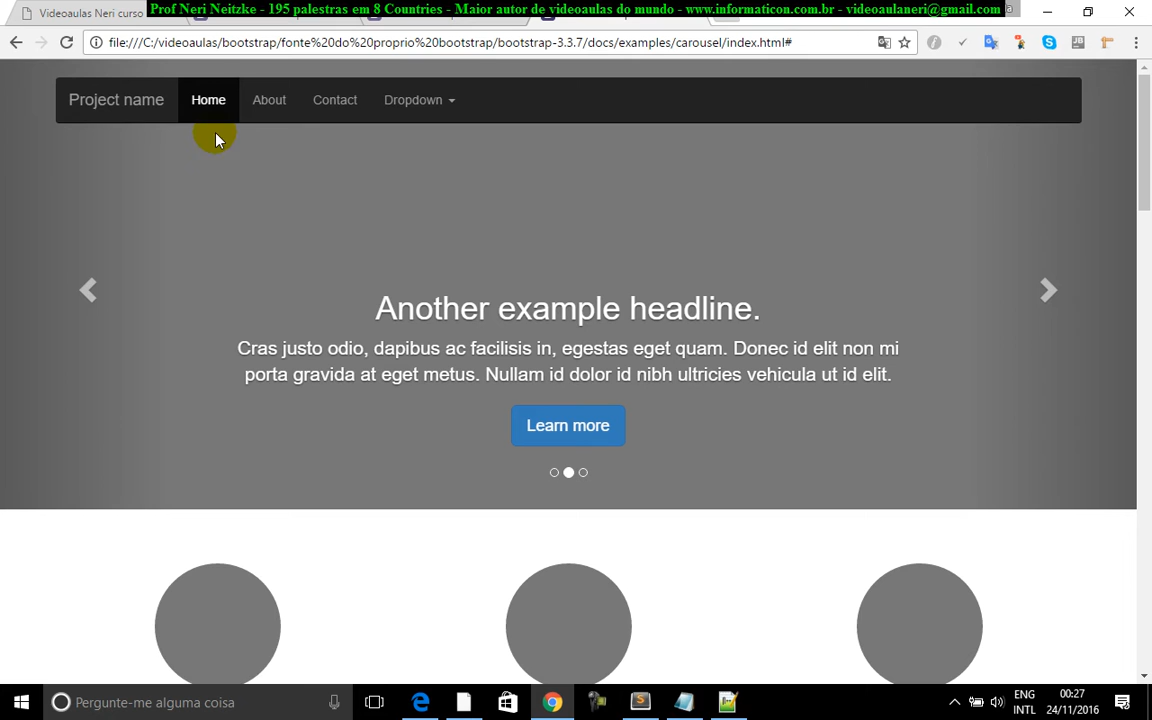 Videoaulas Neri curso
Prof Neri Neitzke - 195 palestras em 8 Countries - Maior autor de videoaulas do mundo - www.informaticon.com.br - videoaulaneri@gmail.com
file:///C:/videoaulas/bootstrap/fonte%20do%20proprio%20bootstrap/bootstrap-3.3.7/docs/examples/carousel/index.html#
Project name Home About Contact Dropdown
Another example headline.
Cras justo odio, dapibus ac facilisis in, egestas eget quam. Donec id elit non mi
porta gravida at eget metus. Nullam id dolor id nibh ultricies vehicula ut id elit.
Learn more
Pergunte-me alguma coisa
ENG
INTL
00:27
24/11/2016